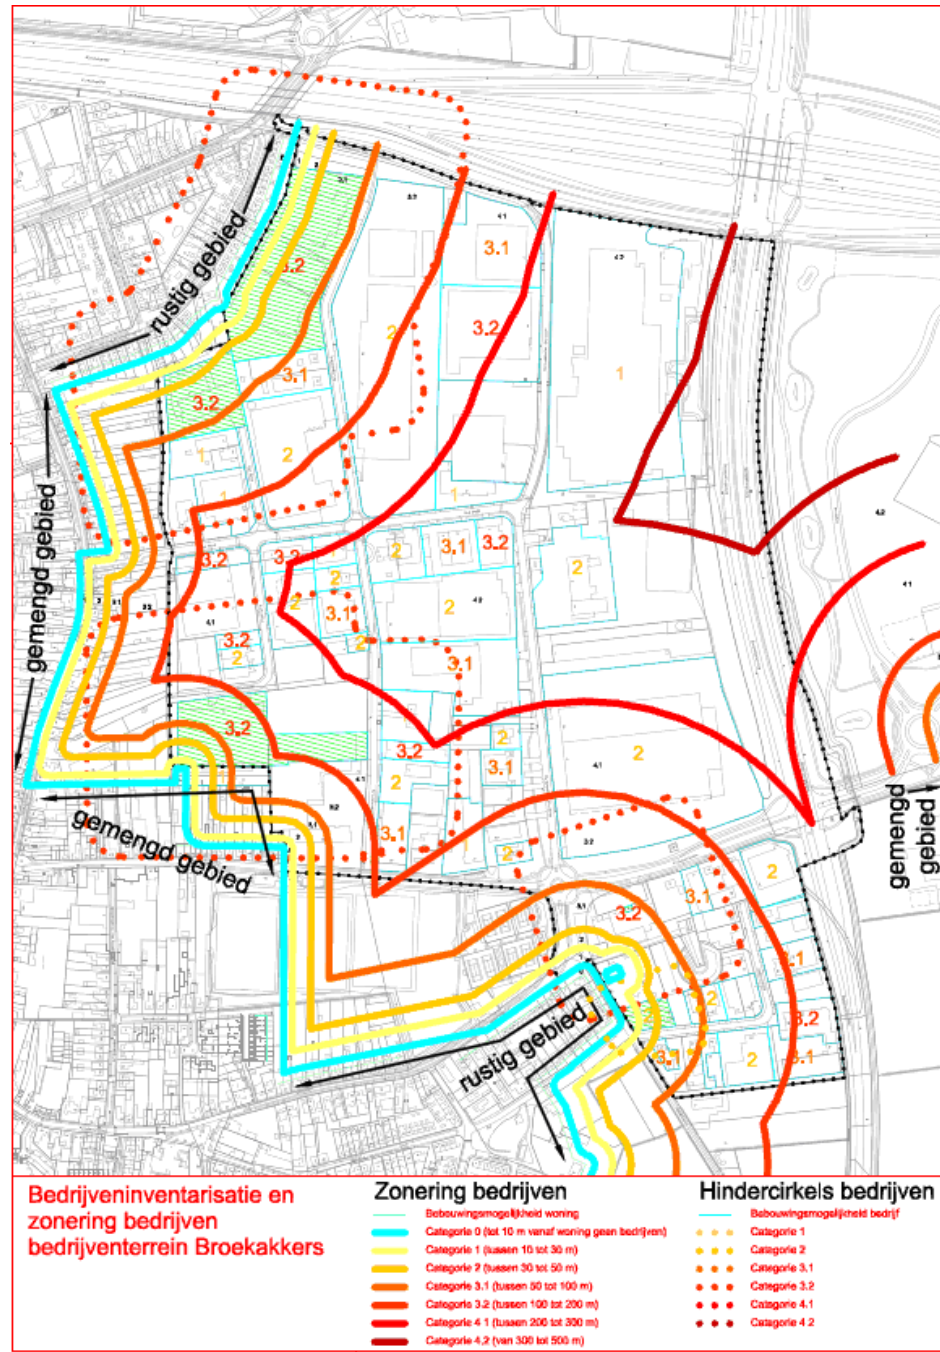 rustig gebied
gemengd gebied
gemengd gebied
rustig gebied
gemengd
gebied
3.1
3.2
3.2
3.2
3.1
3.2
2
1
2
1
1
1
3.2
3.2
2
3.1
3.2
2
2
3.1
2
2
2
3.2
2
3.1
3.2
3.2
2
2
3.1
2
3.1
1
2
3.2
3.1
2
3.1
2
3.2
3.1
2
3.1
Bedrijveninventarisatie en
zonering bedrijven
bedrijventerrein Broekakkers
Zonering bedrijven
Bebouwingsmogelijkheid woning
Categorie 0 (tot 10 m vanaf woning geen bedrijven)
Categorie 1 (tussen 10 tot 30 m)
Categorie 2 (tussen 30 tot 50 m)
Categorie 3.1 (tussen 50 tot 100 m)
Categorie 3.2 (tussen 100 tot 200 m)
Categorie 4.1 (tussen 200 tot 300 m)
Categorie 4.2 (van 300 tot 500 m)
Hindercirkels bedrijven
Bebouwingsmogelijkheid bedrijf
Categorie 1
Categorie 2
Categorie 3.1
Categorie 3.2
Categorie 4.1
Categorie 4.2